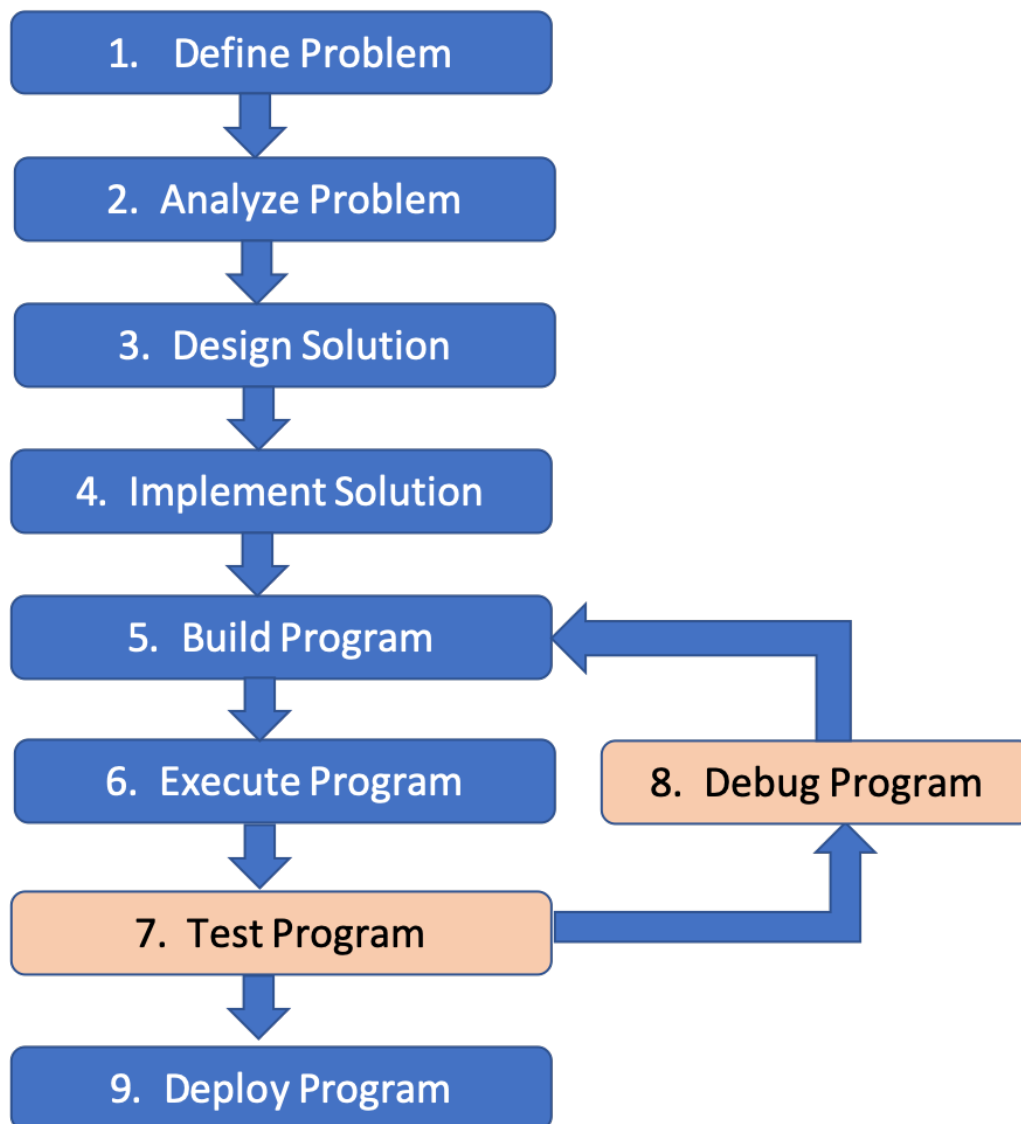 1. Define Problem
2. Analyze Problem
3. Design Solution
4. Implement Solution
5. Build Program
6. Execute Program
8. Debug Program
7. Test Program
9. Deploy Program